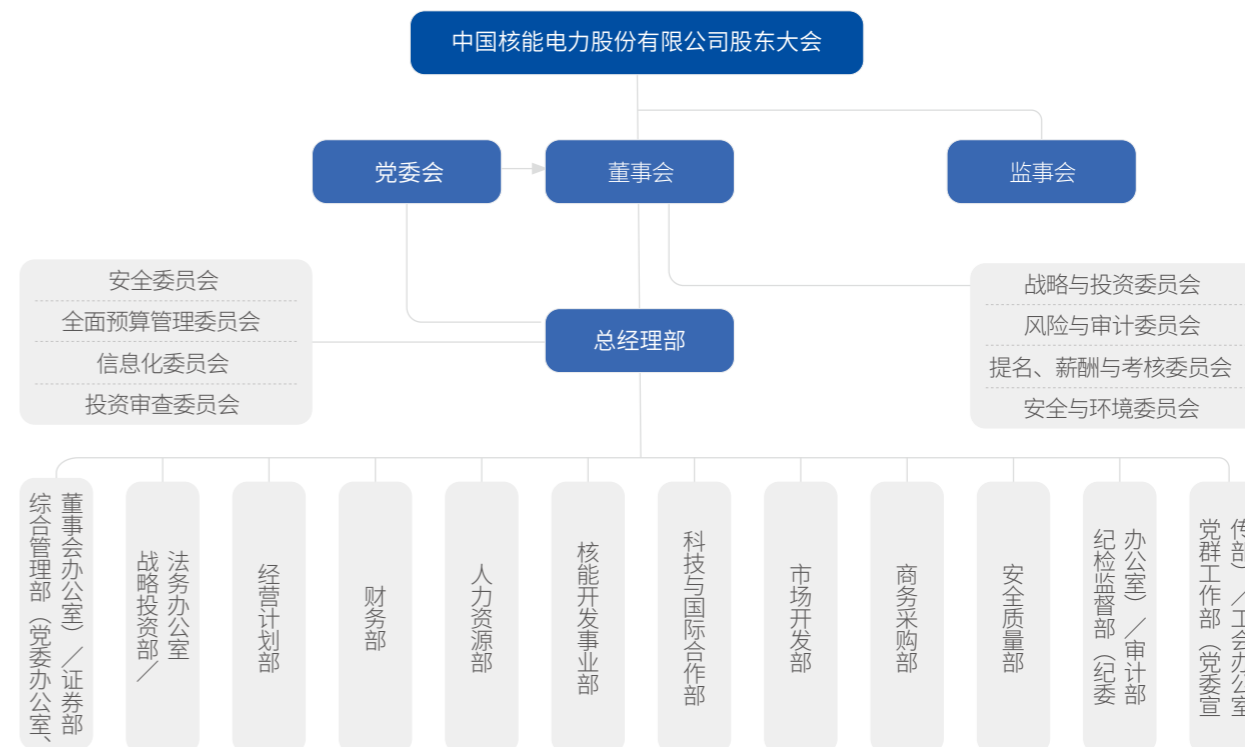 中国核能电力股份有限公司股东大会
党委会
董事会
监事会
安全委员会
全面预算管理委员会
信息化委员会
投资审查委员会
总经理部
战略与投资委员会
风险与审计委员会
提名、薪酬与考核委员会
安全与环境委员会
综合管理部（党委办公室、
董事会办公室）／证券部
战略投资部／
法务办公室
经营计划部
财务部
人力资源部
核能开发事业部
科技与国际合作部
市场开发部
商务采购部
安全质量部
纪检监督部（纪委
办公室）／审计部
党群工作部（党委宣
传部）／工会办公室